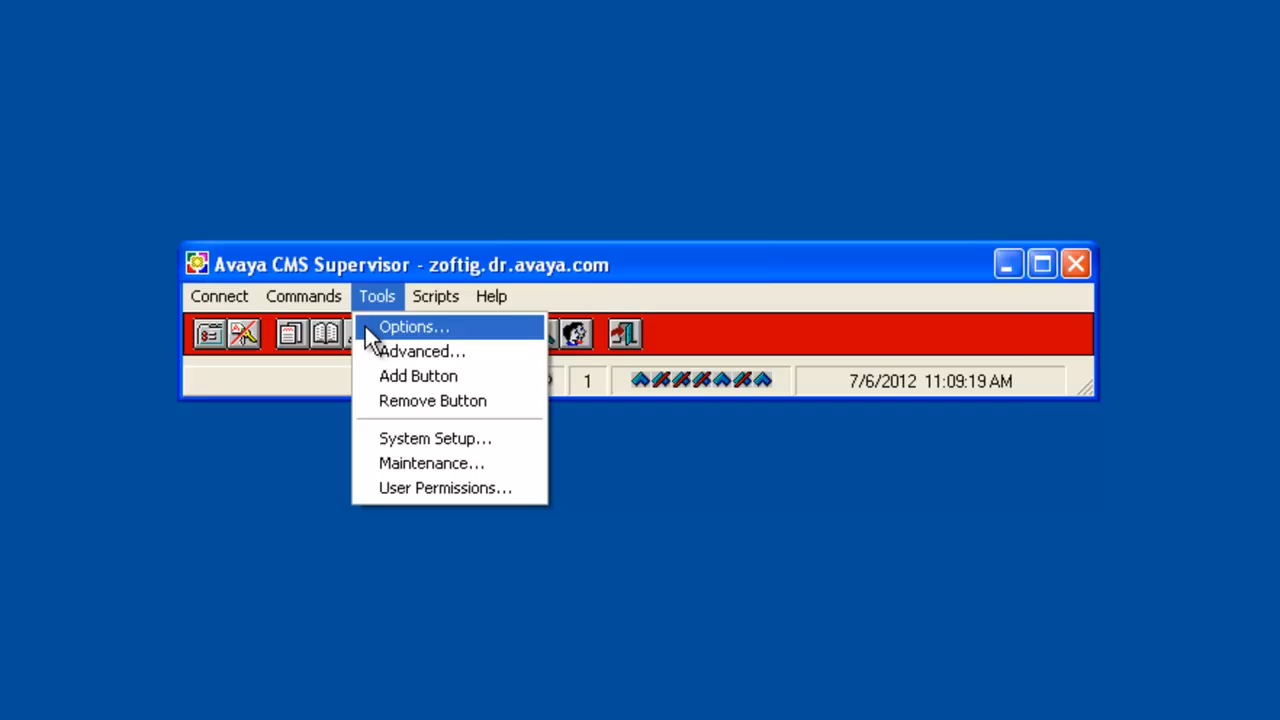 Avaya CMS Supervisor - zoftig.dr.avaya.com
Connect Commands Tools Scripts Help
Options...
Advanced...
Add Button
Remove Button
System Setup...
Maintenance...
User Permissions...
1
7/6/2012 11:09:19 AM